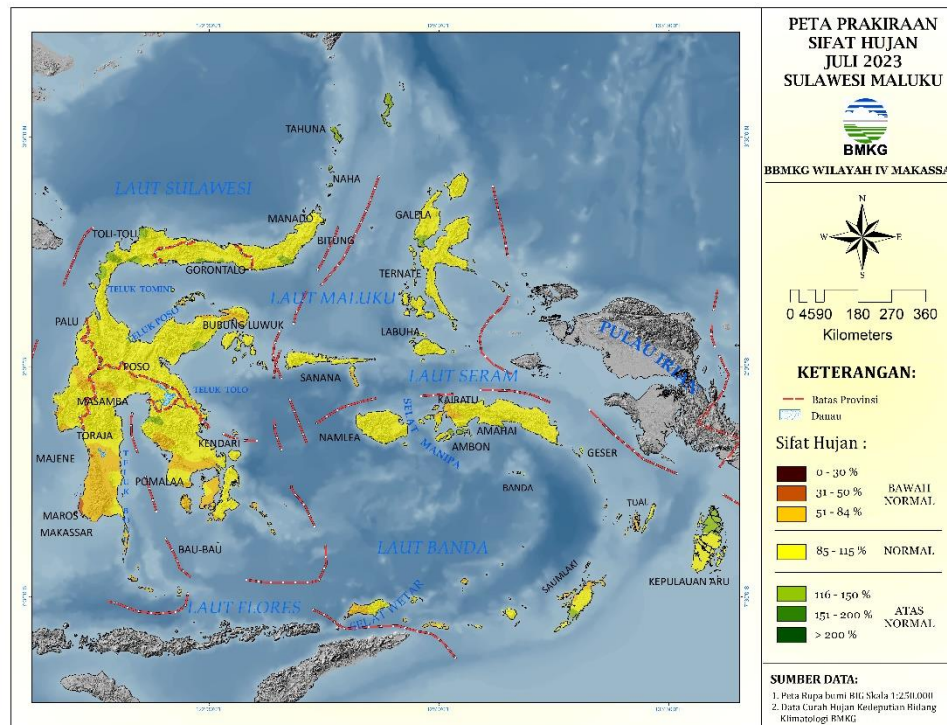 PETA PRAKIRAAN
SIFAT HUJAN
JULI 2023
SULAWESI MALUKU
BMKG
BBMKG WILAYAH IV MAKASSA
N
W
E
S
0 4590 180 270 360
Kilometers
KETERANGAN:
Batas Provinsi
Danau
Sifat Hujan :
0 - 30 %
31 - 50 %
51 - 84 %
BAWAH
NORMAL
85 - 115 %
NORMAL
116 - 150 %
151 - 200 %
> 200 %
ATAS
NORMAL
SUMBER DATA:
1. Peta Rupa bumi BIG Skala 1:250.000
2. Data Curah Hujan Kedeputian Bidang
Klimatologi BMKG
TAHUNA
NAHA
LAUT SULAWESI
MANADO
GALELA
TOLI-TOLI
BITUNG
GORONTALO
TERNATE
TELUK TOMINI
LAUT MALUKU
PALU
TELUK POSO
BUBUNG LUWUK
LABUHA
PULAU IRIAN
POSO
SANANA
LAUT SERAM
TELUK TOLO
MASAMBA
KAIRATU
TORAJA
NAMLEA
SELAT MANIPA
AMAHAI
AMBON
KENDARI
MAJENE
GESER
POMALAA
BANDA
TUAL
MAROS
MAKASSAR
BAU-BAU
LAUT BANDA
KEPULAUAN ARU
SAUMLAKI
LAUT FLORES
SELAT WETAR